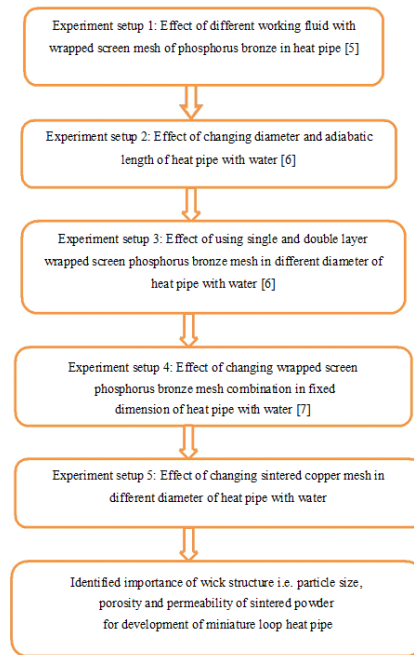 Experiment setup 1: Effect of different working fluid with
wrapped screen mesh of phosphorus bronze in heat pipe [5]
Experiment setup 2: Effect of changing diameter and adiabatic
length of heat pipe with water [6]
Experiment setup 3: Effect of using single and double layer
wrapped screen phosphorus bronze mesh in different diameter of
heat pipe with water [6]
Experiment setup 4: Effect of changing wrapped screen
phosphorus bronze mesh combination in fixed
dimension of heat pipe with water [7]
Experiment setup 5: Effect of changing sintered copper mesh in
different diameter of heat pipe with water
Identified importance of wick structure i.e. particle size,
porosity and permeability of sintered powder
for development of miniature loop heat pipe